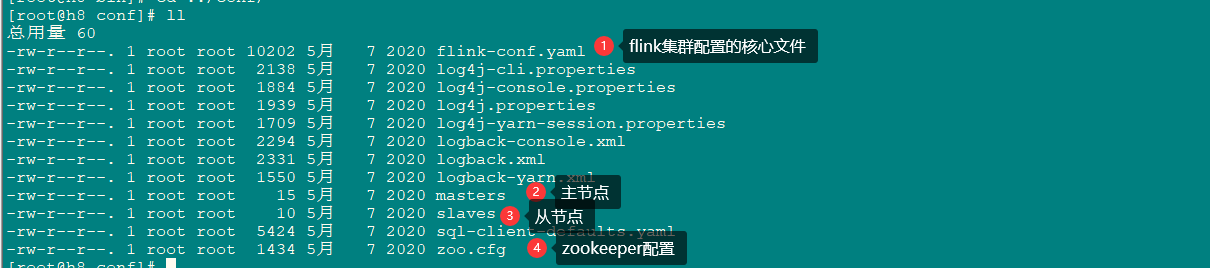 [root@h8 conf]# ll
总用量 60
-rw-r--r--. 1 root root 10202 5月 7 2020 flink-conf.yaml 1 flink集群配置的核心文件
-rw-r--r--. 1 root root 2138 5月 7 2020 log4j-cli.properties
-rw-r--r--. 1 root root 1884 5月 7 2020 log4j-console.properties
-rw-r--r--. 1 root root 1939 5月 7 2020 log4j.properties
-rw-r--r--. 1 root root 1709 5月 7 2020 log4j-yarn-session.properties
-rw-r--r--. 1 root root 2294 5月 7 2020 logback-console.xml
-rw-r--r--. 1 root root 2331 5月 7 2020 logback.xml
-rw-r--r--. 1 root root 1550 5月 7 2020 logback-yarn.xml
-rw-r--r--. 1 root root 15 5月 7 2020 masters 2 主节点
-rw-r--r--. 1 root root 10 5月 7 2020 slaves 3 从节点
-rw-r--r--. 1 root root 5424 5月 7 2020 sql-client-defaults.yaml
-rw-r--r--. 1 root root 1434 5月 7 2020 zoo.cfg 4 zookeeper配置
[root@h8 conf]#